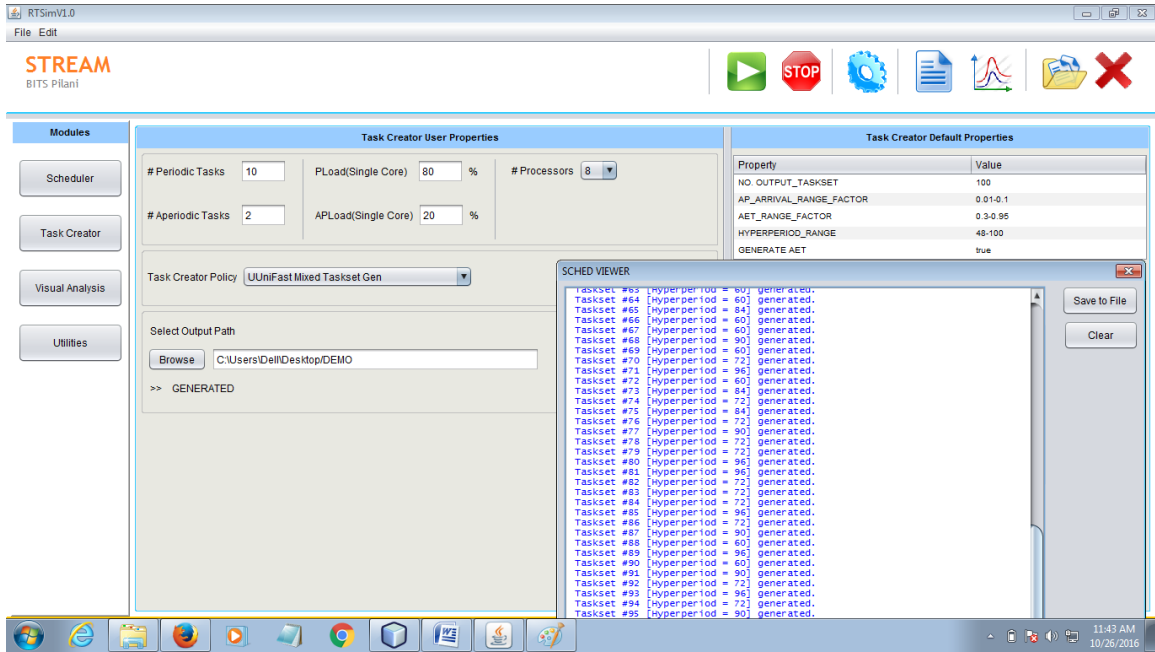 RTSimV1.0
File Edit
STREAM
BITS Pilani
STOP
Modules
Scheduler
Task Creator
Visual Analysis
Utilities
Task Creator User Properties
# Periodic Tasks 10 PLoad(Single Core) 80 % # Processors 8
# Aperiodic Tasks 2 APLoad(Single Core) 20 %
Task Creator Policy UUniFast Mixed Taskset Gen
Select Output Path
Browse C:\Users\Dell\Desktop/DEMO
>> GENERATED
Task Creator Default Properties
Property Value
NO. OUTPUT_TASKSET 100
AP_ARRIVAL_RANGE_FACTOR 0.01-0.1
AET_RANGE_FACTOR 0.3-0.95
HYPERPERIOD_RANGE 48-100
GENERATE AET true
SCHED VIEWER
Taskset #63 [Hyperperiod = 60] generated.
Taskset #64 [Hyperperiod = 60] generated.
Taskset #65 [Hyperperiod = 84] generated.
Taskset #66 [Hyperperiod = 60] generated.
Taskset #67 [Hyperperiod = 60] generated.
Taskset #68 [Hyperperiod = 90] generated.
Taskset #69 [Hyperperiod = 60] generated.
Taskset #70 [Hyperperiod = 72] generated.
Taskset #71 [Hyperperiod = 96] generated.
Taskset #72 [Hyperperiod = 60] generated.
Taskset #73 [Hyperperiod = 84] generated.
Taskset #74 [Hyperperiod = 72] generated.
Taskset #75 [Hyperperiod = 84] generated.
Taskset #76 [Hyperperiod = 72] generated.
Taskset #77 [Hyperperiod = 90] generated.
Taskset #78 [Hyperperiod = 72] generated.
Taskset #79 [Hyperperiod = 72] generated.
Taskset #80 [Hyperperiod = 96] generated.
Taskset #81 [Hyperperiod = 96] generated.
Taskset #82 [Hyperperiod = 72] generated.
Taskset #83 [Hyperperiod = 72] generated.
Taskset #84 [Hyperperiod = 72] generated.
Taskset #85 [Hyperperiod = 96] generated.
Taskset #86 [Hyperperiod = 72] generated.
Taskset #87 [Hyperperiod = 90] generated.
Taskset #88 [Hyperperiod = 60] generated.
Taskset #89 [Hyperperiod = 96] generated.
Taskset #90 [Hyperperiod = 60] generated.
Taskset #91 [Hyperperiod = 90] generated.
Taskset #92 [Hyperperiod = 72] generated.
Taskset #93 [Hyperperiod = 96] generated.
Taskset #94 [Hyperperiod = 72] generated.
Taskset #95 [Hyperperiod = 90] generated.
Save to File
Clear
11:43 AM
10/26/2016